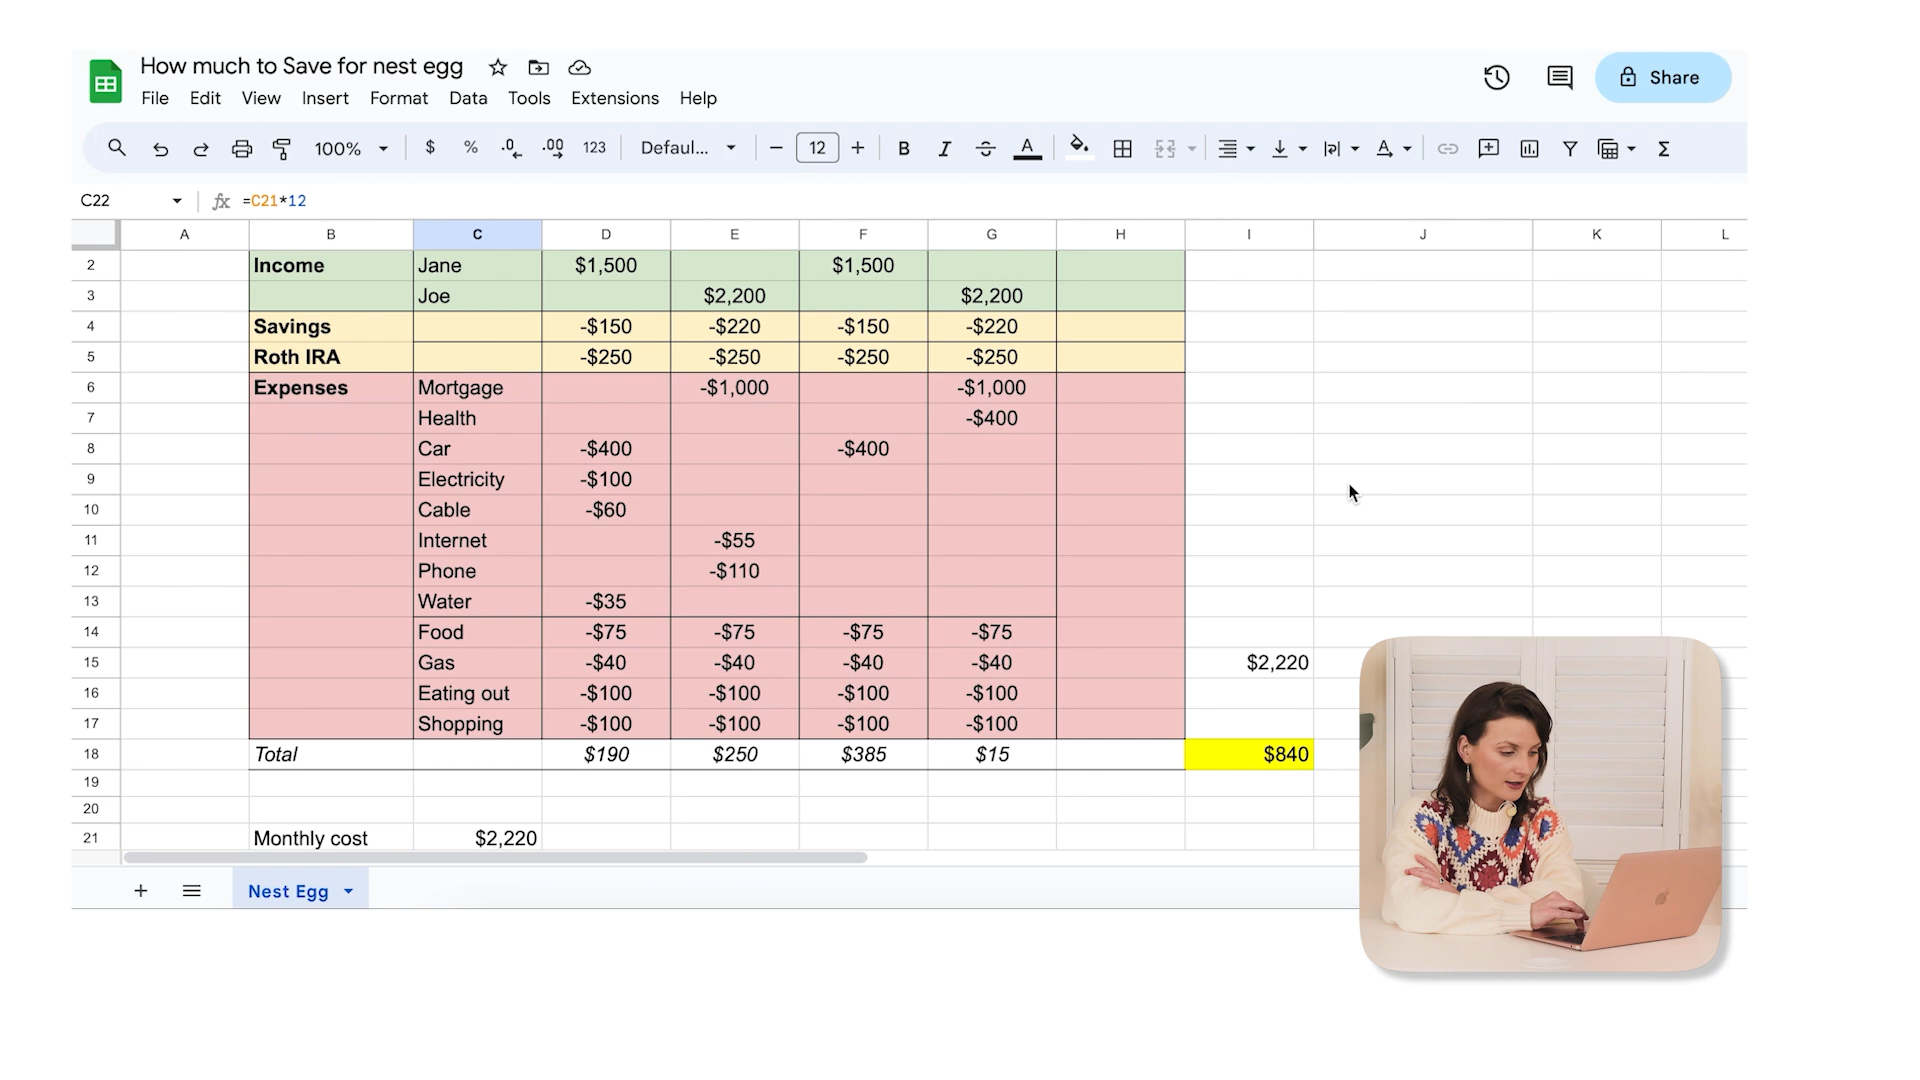 How much to Save for nest egg
Share
File Edit View Insert Format Data Tools Extensions Help
100% $ % .0 .00 123 Defaul... − 12 + B I S A Σ
C22 fx =C21*12
A B C D E F G H I J K L
2 Income Jane $1,500 $1,500
3 Joe $2,200 $2,200
4 Savings -$150 -$220 -$150 -$220
5 Roth IRA -$250 -$250 -$250 -$250
6 Expenses Mortgage -$1,000 -$1,000
7 Health -$400
8 Car -$400 -$400
9 Electricity -$100
10 Cable -$60
11 Internet -$55
12 Phone -$110
13 Water -$35
14 Food -$75 -$75 -$75 -$75
15 Gas -$40 -$40 -$40 -$40 $2,220
16 Eating out -$100 -$100 -$100 -$100
17 Shopping -$100 -$100 -$100 -$100
18 Total $190 $250 $385 $15 $840
19
20
21 Monthly cost $2,220
+ Nest Egg